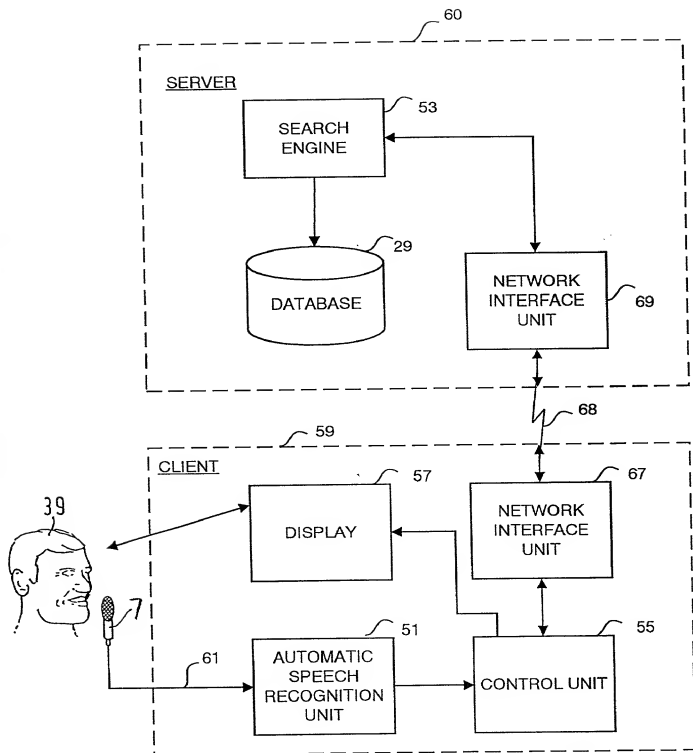 60
SERVER
53
SEARCH
ENGINE
29
DATABASE
NETWORK
INTERFACE
UNIT
69
68
59
CLIENT
57
67
DISPLAY
NETWORK
INTERFACE
UNIT
39
7
51
55
61
AUTOMATIC
SPEECH
RECOGNITION
UNIT
CONTROL UNIT